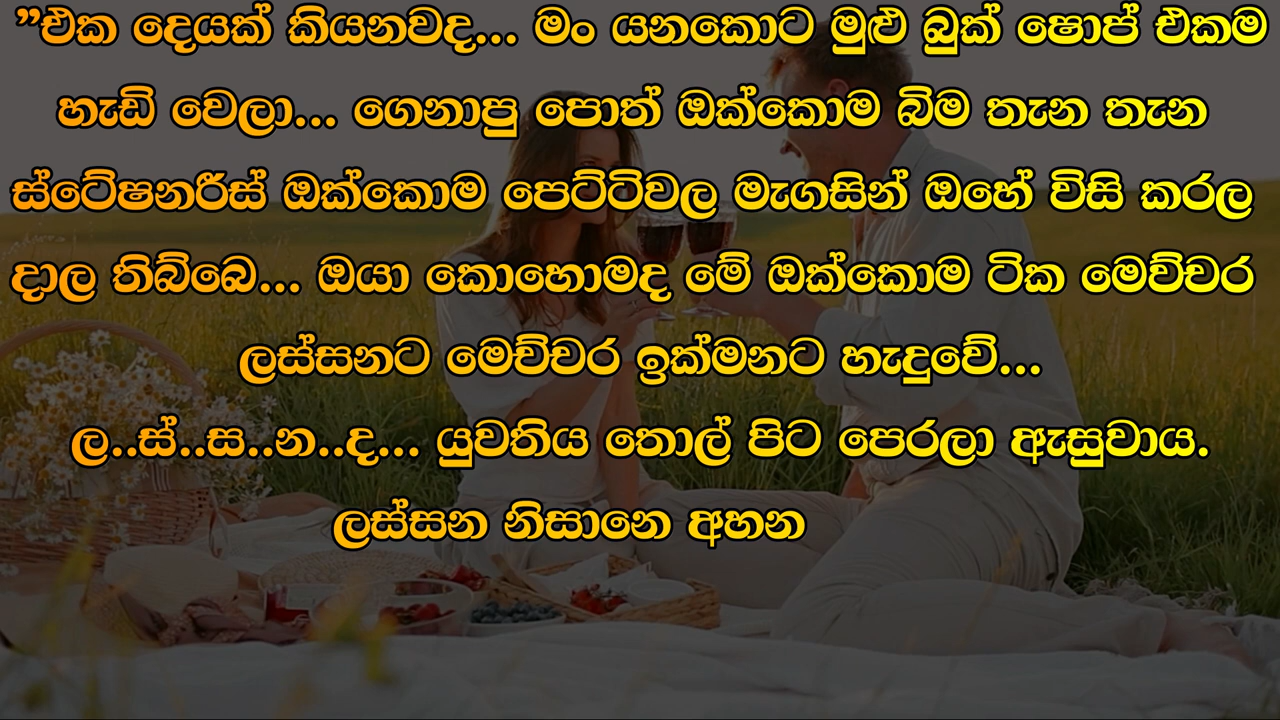 ”එක දෙයක් කියනවද... මං යනකොට මුළු බුක් ෂොප් එකම
හැඩි වෙලා... ගෙනාපු පොත් ඔක්කොම බිම තැන තැන
ස්ටේෂනරීස් ඔක්කොම පෙට්ටිවල මැගසින් ඔහේ විසි කරල
දාල තිබ්බෙ... ඔයා කොහොමද මේ ඔක්කොම ටික මෙව්චර
ලස්සනට මෙච්චර ඉක්මනට හැදුවේ...
ල..ස්..ස..න..ද... යුවතිය තොල් පිට පෙරලා ඇසුවාය.
ලස්සන නිසානෙ අහන